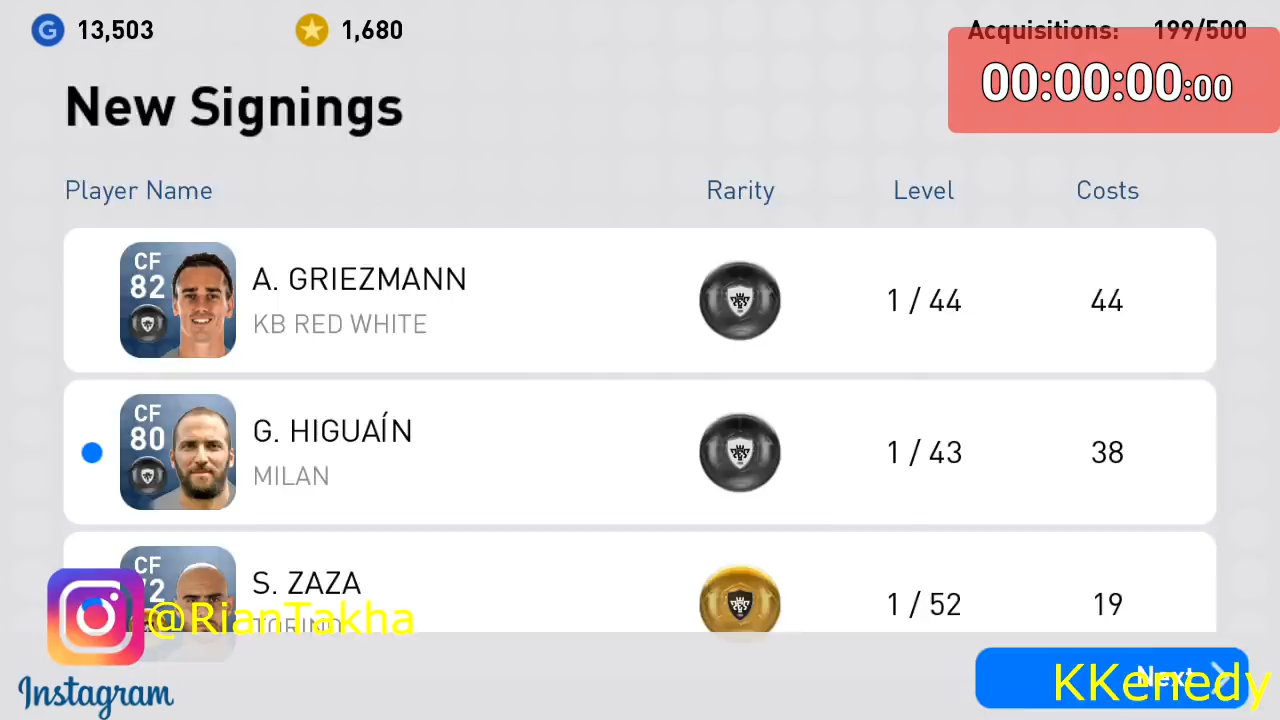 G 13,503 1,680 Acquisitions: 199/500
00:00:00:00
New Signings
Player Name Rarity Level Costs
CF
82
A. GRIEZMANN
KB RED WHITE
1 / 44
44
CF
80
G. HIGUAÍN
MILAN
1 / 43
38
CF
S. ZAZA
TORINO
1 / 52
19
@RianTakha
Instagram
Next
KKenedy